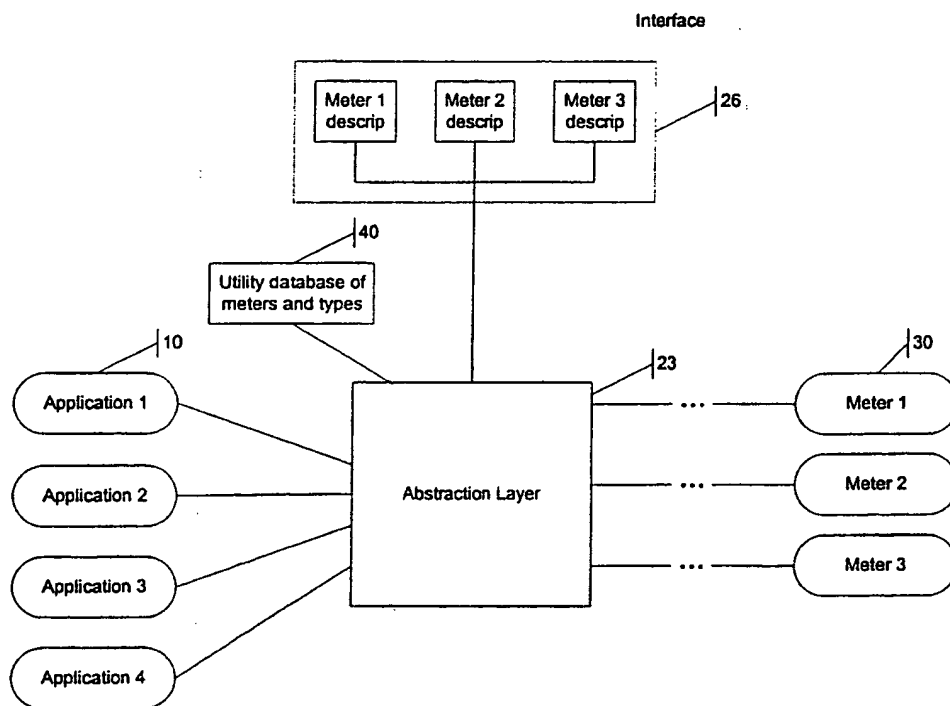 Interface
Meter 1
descrip
Meter 2
descrip
Meter 3
descrip
26
40
Utility database of
meters and types
10
23
30
Application 1
Application 2
Application 3
Application 4
Abstraction Layer
...
Meter 1
...
Meter 2
...
Meter 3